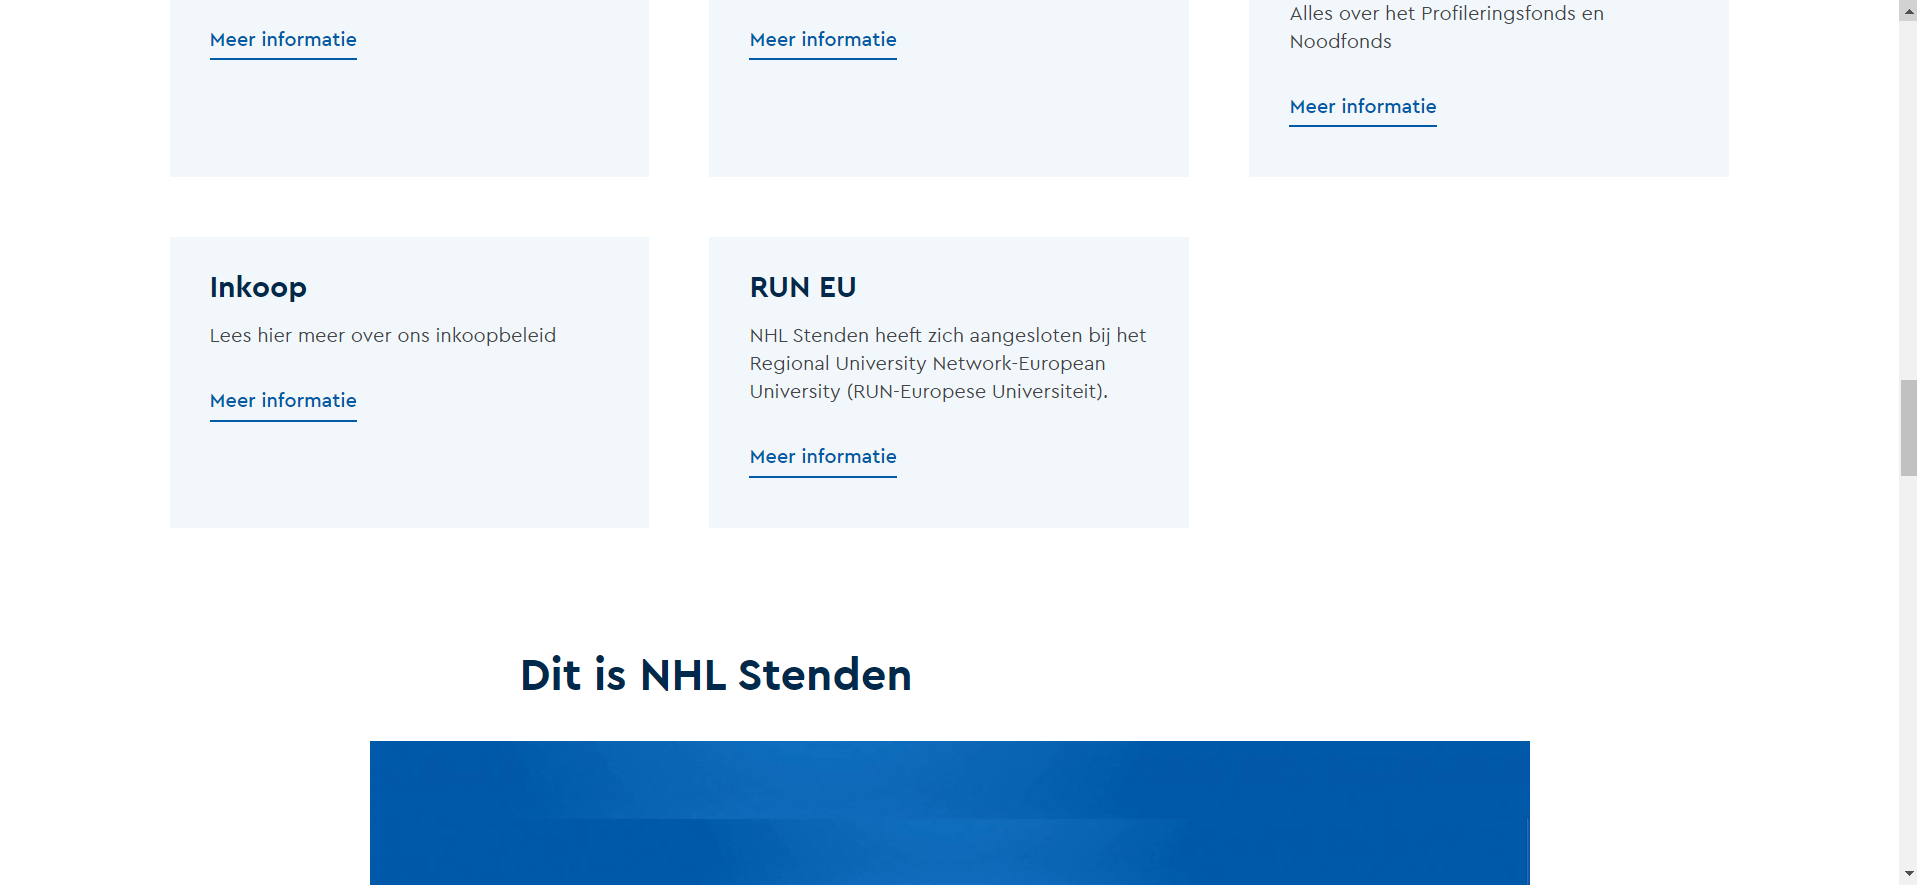 Meer informatie
Meer informatie
Alles over het Profileringsfonds en
Noodfonds
Meer informatie
Inkoop
Lees hier meer over ons inkoopbeleid
Meer informatie
RUN EU
NHL Stenden heeft zich aangesloten bij het
Regional University Network-European
University (RUN-Europese Universiteit).
Meer informatie
Dit is NHL Stenden